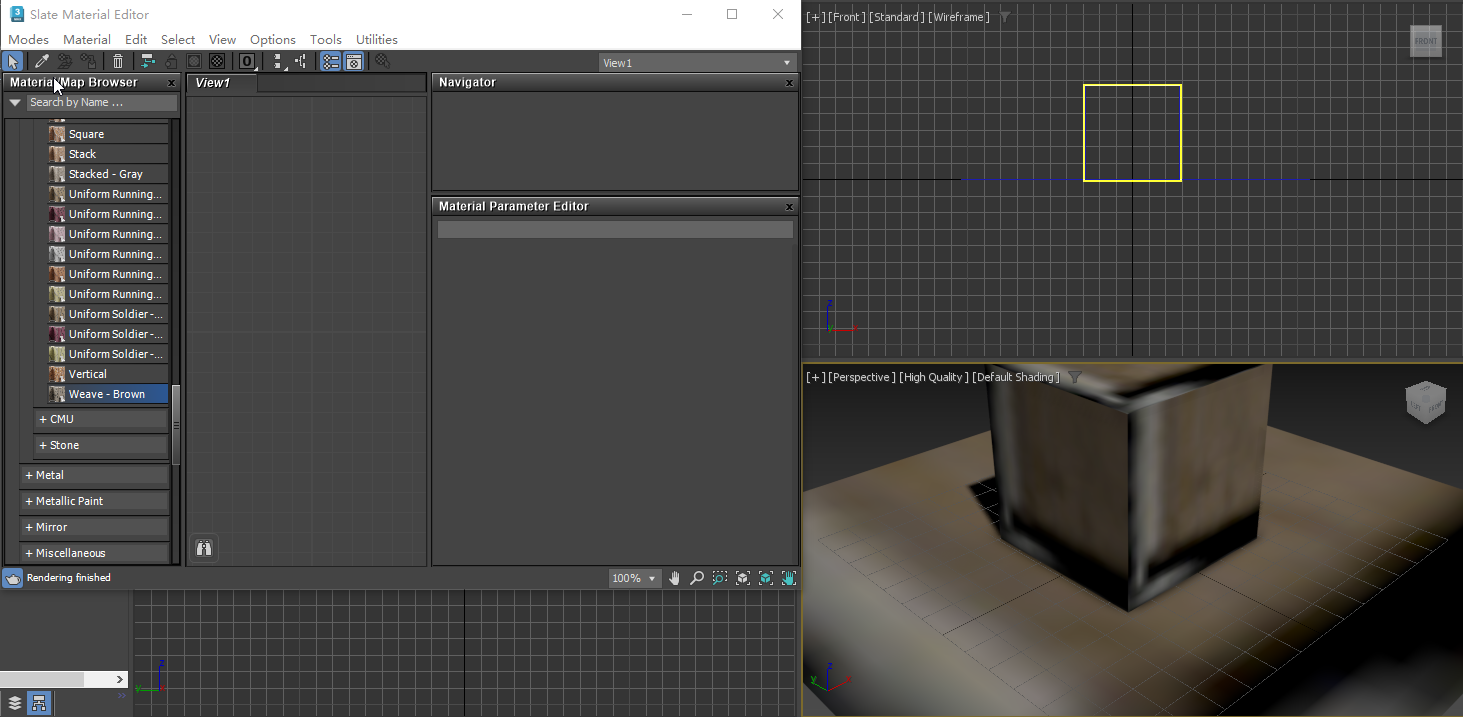 Slate Material Editor
Modes Material Edit Select View Options Tools Utilities
0
View1
Material/Map Browser x
Search by Name ...
Square
Stack
Stacked - Gray
Uniform Running...
Uniform Running...
Uniform Running...
Uniform Running...
Uniform Running...
Uniform Running...
Uniform Soldier -...
Uniform Soldier -...
Uniform Soldier -...
Vertical
Weave - Brown
+ CMU
+ Stone
+ Metal
+ Metallic Paint
+ Mirror
+ Miscellaneous
View1
Navigator x
Material Parameter Editor x
Rendering finished
100%
[+] [Front] [Standard] [Wireframe]
FRONT
z
x
[+] [Perspective] [High Quality] [Default Shading]
FRONT
z
y
x
z
y